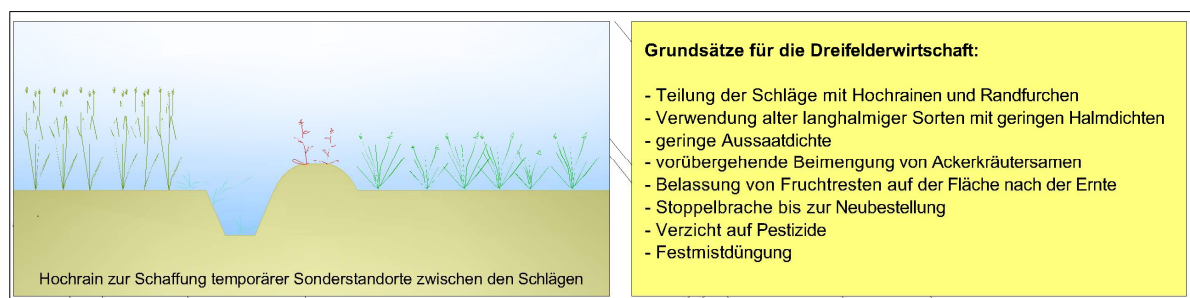 Hochrain zur Schaffung temporärer Sonderstandorte zwischen den Schlägen
Grundsätze für die Dreifelderwirtschaft:
- Teilung der Schläge mit Hochrainen und Randfurchen
- Verwendung alter langhalmiger Sorten mit geringen Halmdichten
- geringe Aussaatdichte
- vorübergehende Beimengung von Ackerkräutersamen
- Belassung von Fruchtresten auf der Fläche nach der Ernte
- Stoppelbrache bis zur Neubestellung
- Verzicht auf Pestizide
- Festmistdüngung